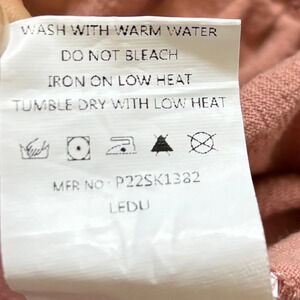 WASH WITH WARM WATER
DO NOT BLEACH
IRON ON LOW HEAT
TUMBLE DRY WITH LOW HEAT
MFR NO: P22SK1382
LEDU